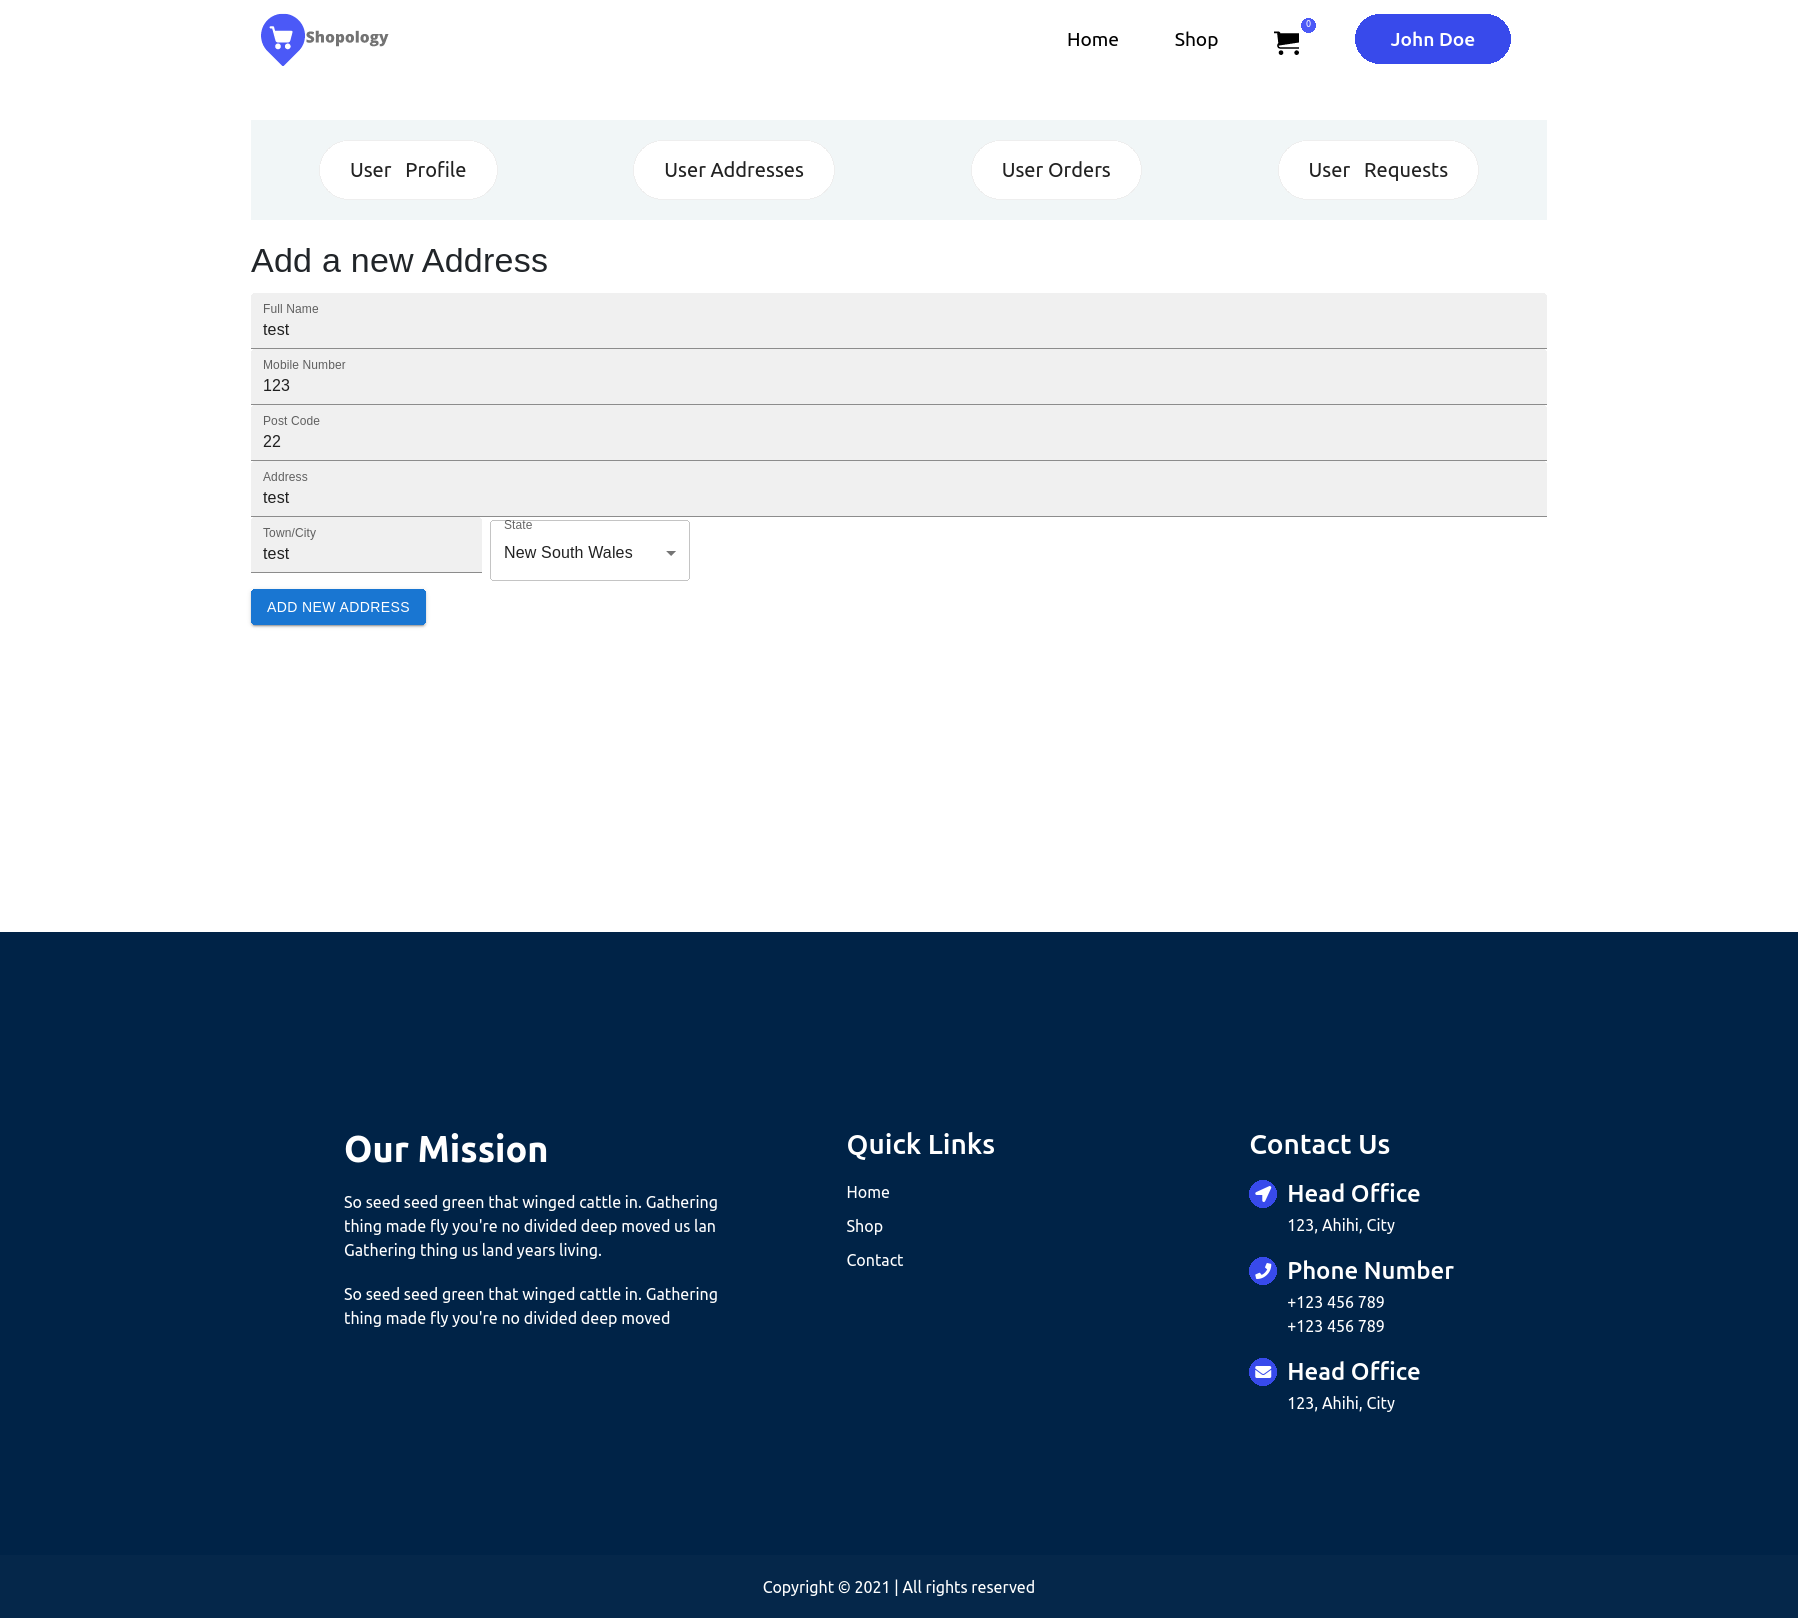 Shopology
Home
Shop
0
John Doe
User Profile
User Addresses
User Orders
User Requests
Add a new Address
Full Name
test
Mobile Number
123
Post Code
22
Address
test
Town/City
test
State
New South Wales
ADD NEW ADDRESS
Our Mission
So seed seed green that winged cattle in. Gathering
thing made fly you're no divided deep moved us lan
Gathering thing us land years living.
So seed seed green that winged cattle in. Gathering
thing made fly you're no divided deep moved
Quick Links
Home
Shop
Contact
Contact Us
Head Office
123, Ahihi, City
Phone Number
+123 456 789
+123 456 789
Head Office
123, Ahihi, City
Copyright © 2021 | All rights reserved